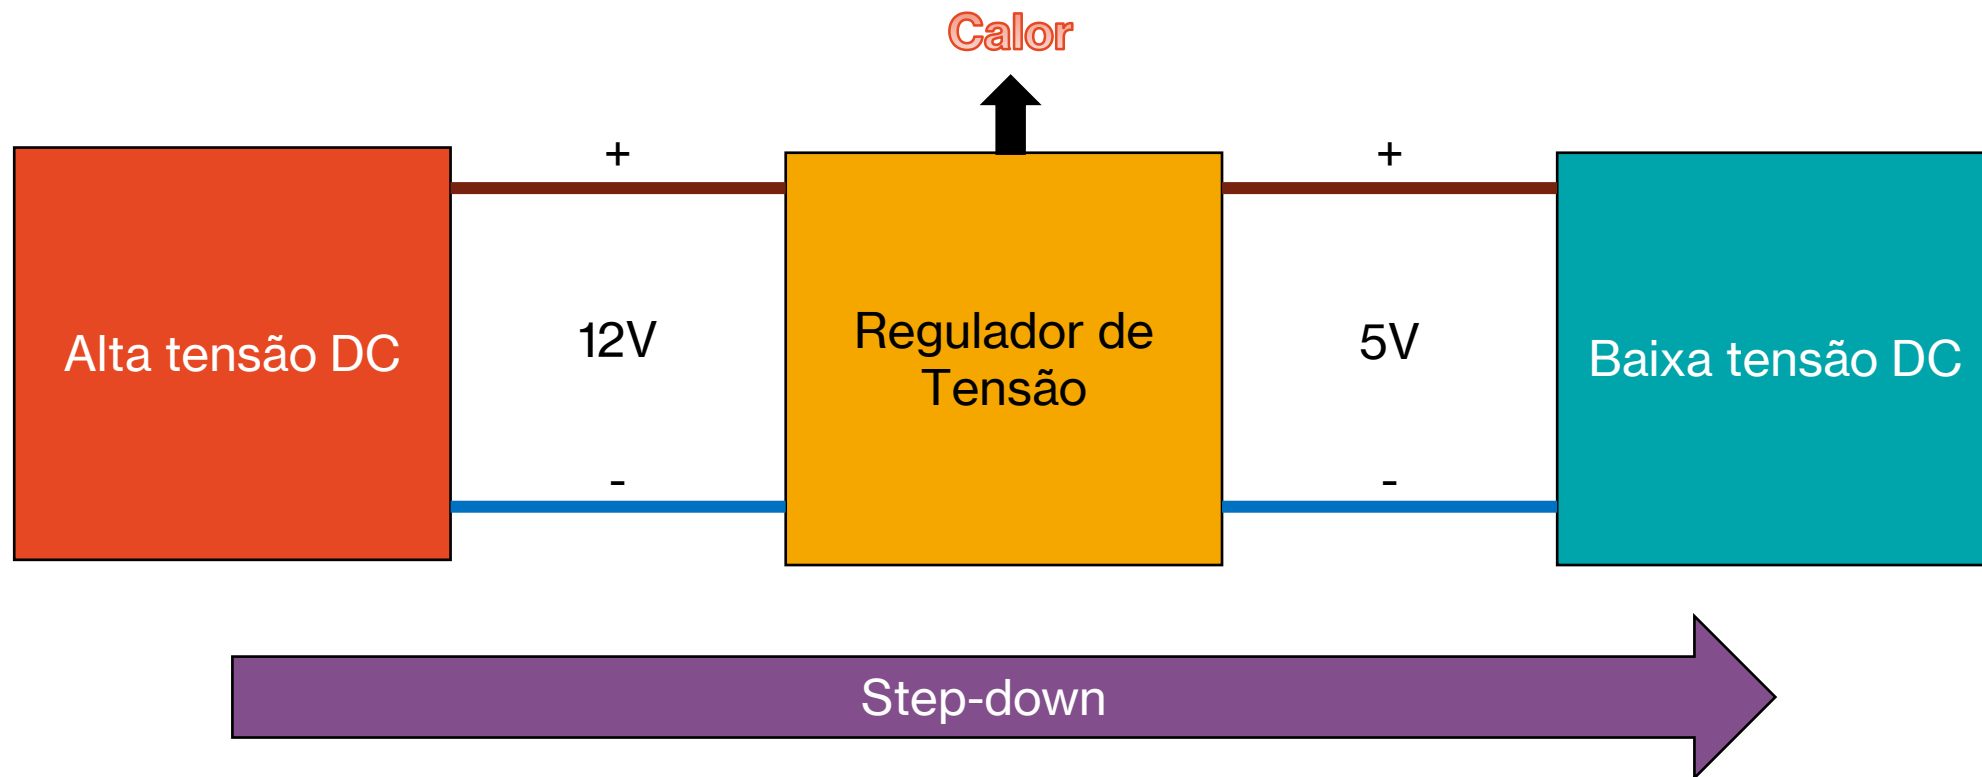 Calor
+
+
Alta tensão DC
12V
Regulador de
Tensão
5V
Baixa tensão DC
-
-
Step-down